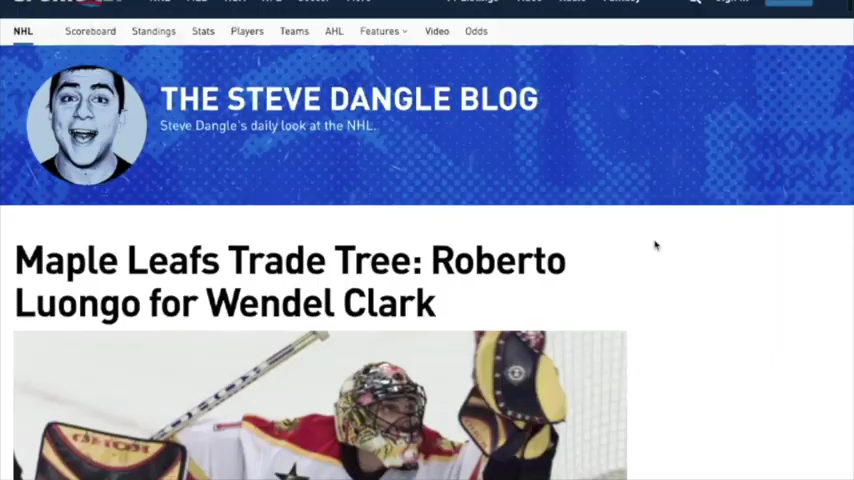 NHL Scoreboard Standings Stats Players Teams AHL Features Video Odds
THE STEVE DANGLE BLOG
Steve Dangle's daily look at the NHL.
Maple Leafs Trade Tree: Roberto
Luongo for Wendel Clark